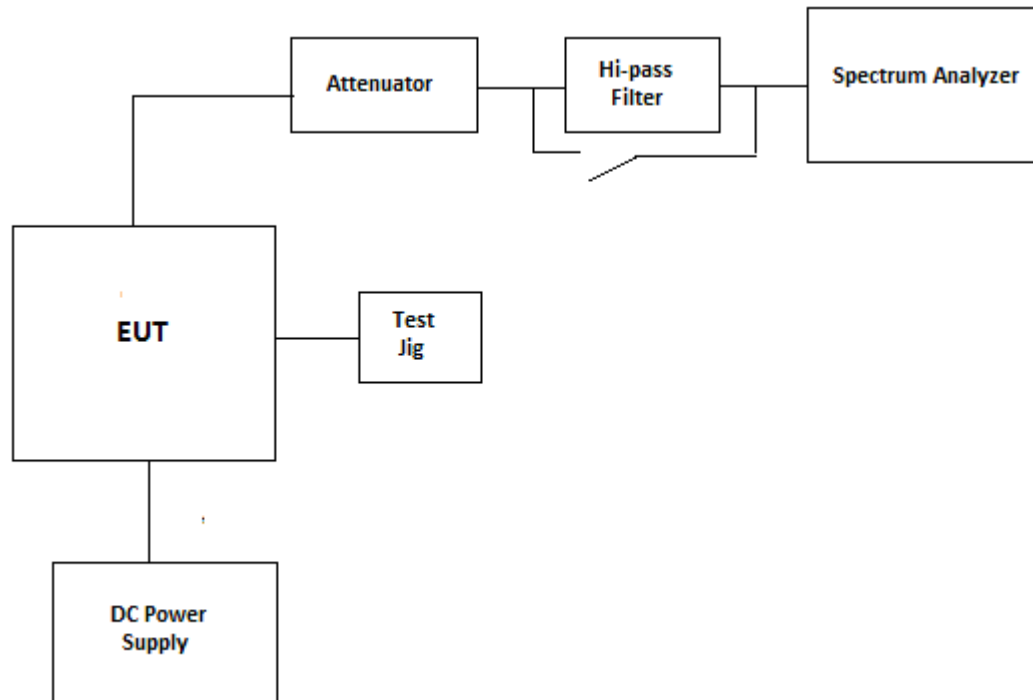 Attenuator
Hi-pass
Filter
Spectrum Analyzer
EUT
Test
Jig
DC Power
Supply